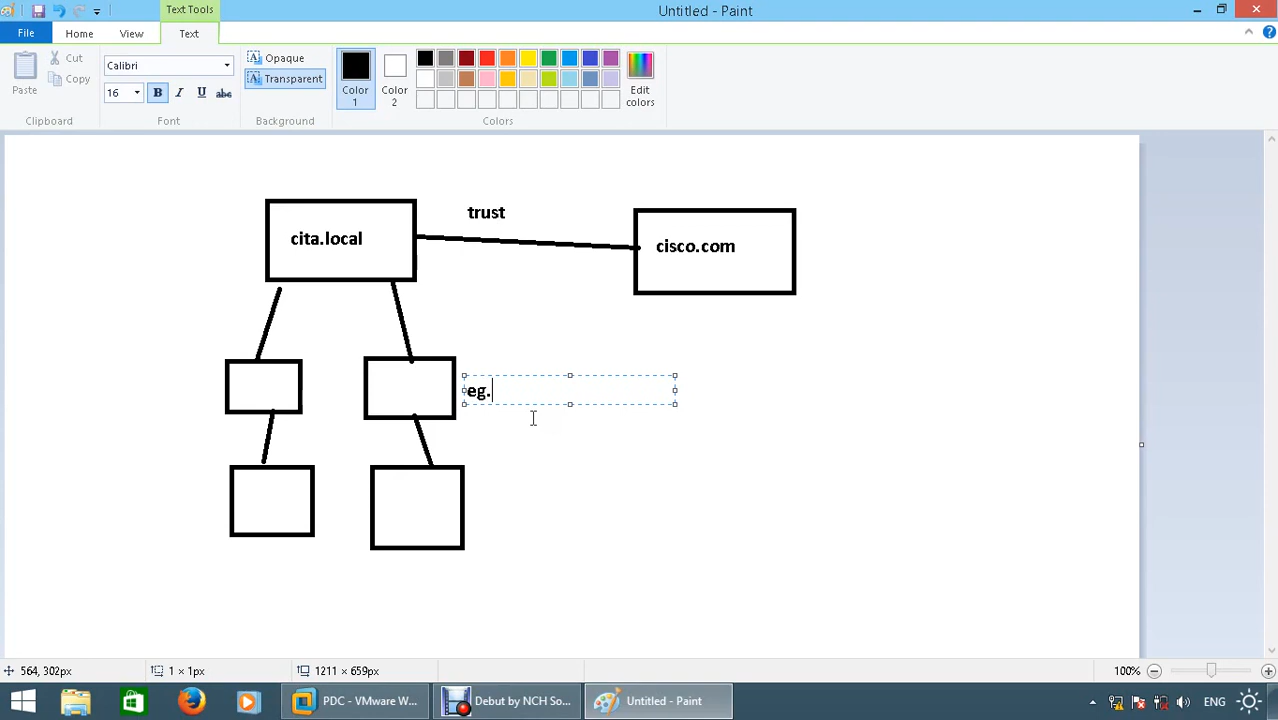 Text Tools
Untitled - Paint
File
Home
View
Text
Paste
Cut
Copy
Clipboard
Calibri
16
B
I
U
abc
Font
Opaque
Transparent
Background
Color
1
Color
2
Edit
colors
Colors
cita.local
trust
cisco.com
eg.
564, 302px
1 × 1px
1211 × 659px
100%
PDC - VMware W...
Debut by NCH So...
Untitled - Paint
ENG